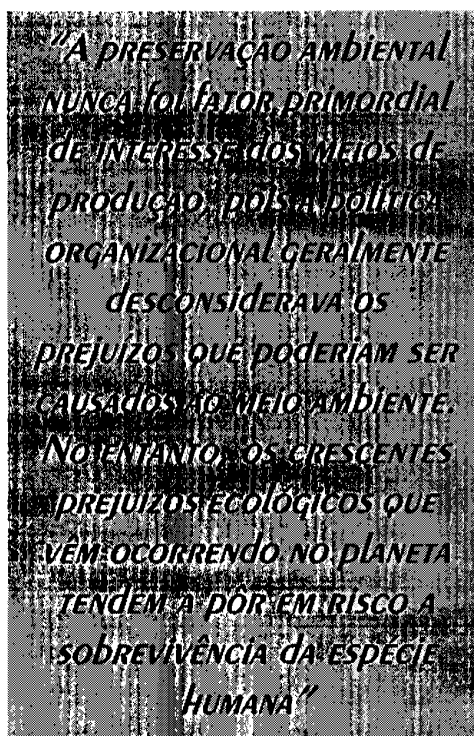 "A PRESERVAÇÃO AMBIENTAL
NUNCA FOI FATOR PRIMORDIAL
DE INTERESSE DOS MEIOS DE
PRODUÇÃO, POIS A POLÍTICA
ORGANIZACIONAL GERALMENTE
DESCONSIDERAVA OS
PREJUIZOS QUE PODERIAM SER
CAUSADOS AO MEIO AMBIENTE.
NO ENTANTO, OS CRESCENTES
PREJUIZOS ECOLÓGICOS QUE
VÊM OCORRENDO NO PLANETA
TENDEM A PÔR EM RISCO A
SOBREVIVÊNCIA DA ESPÉCIE
HUMANA"